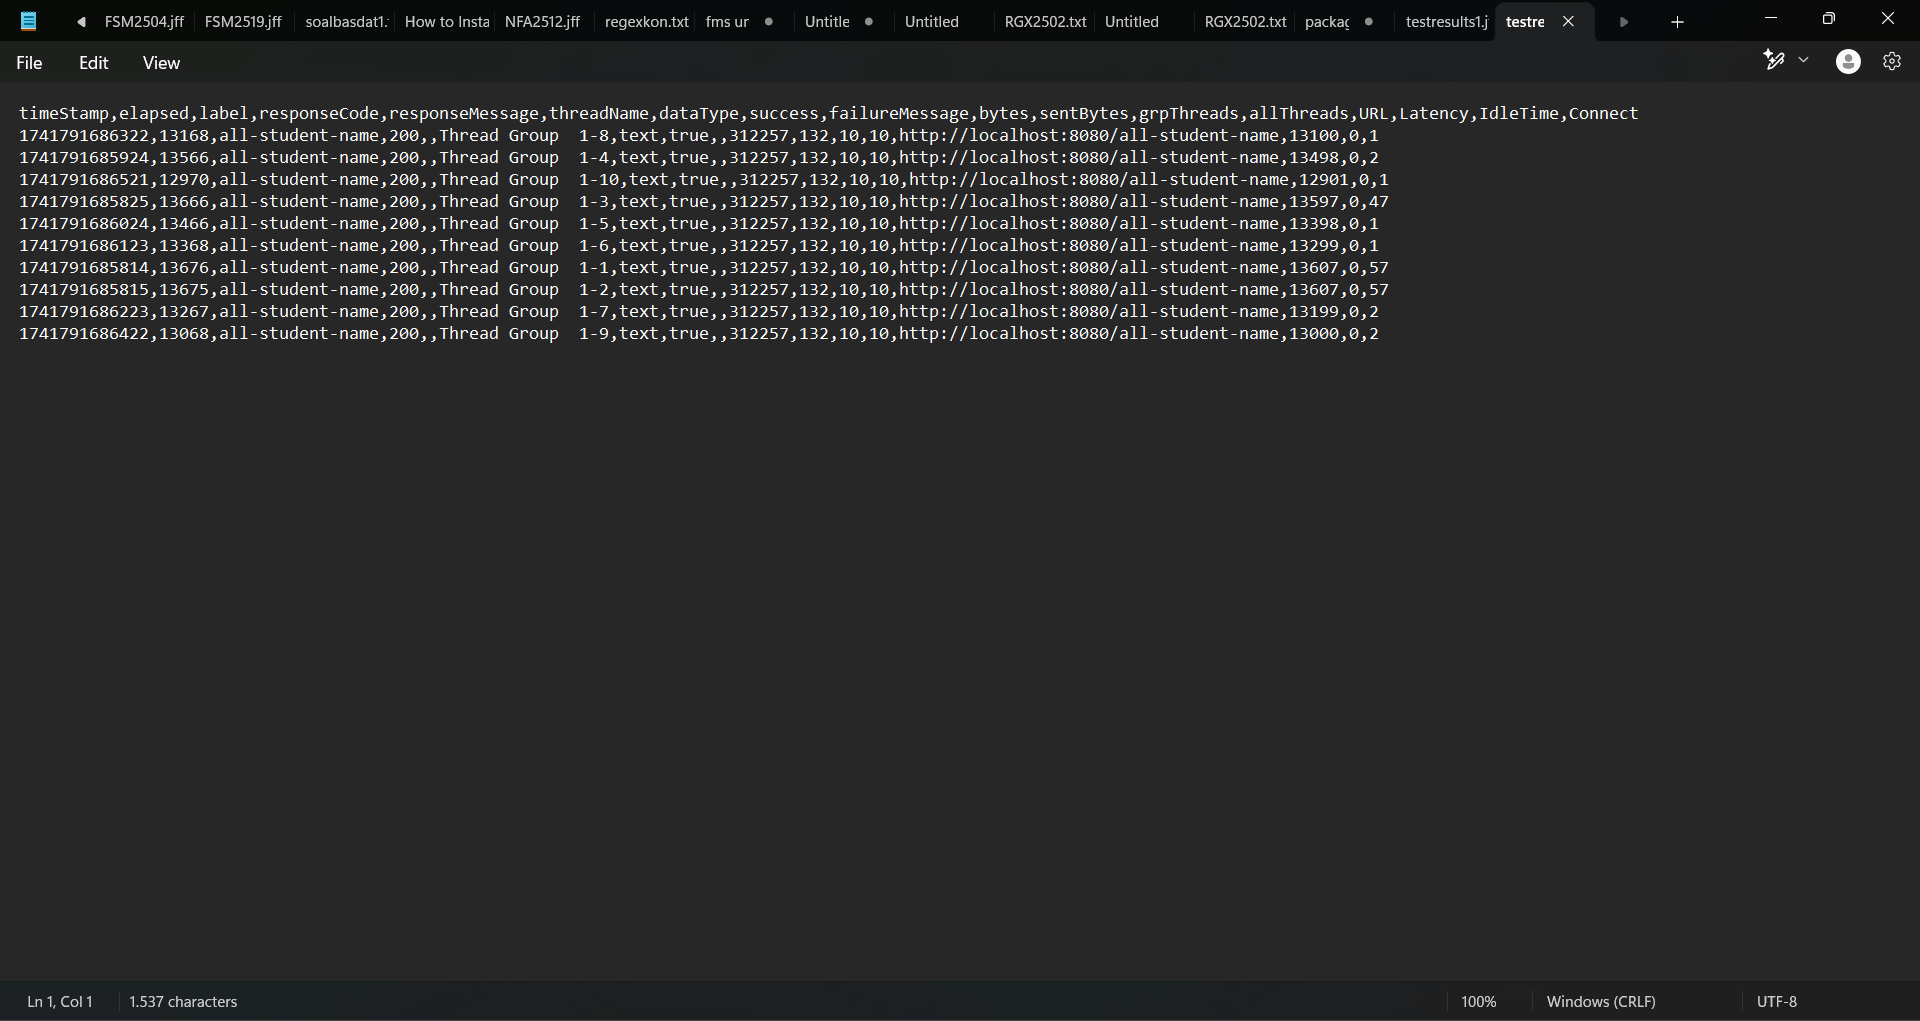 FSM2504.jff FSM2519.jff soalbasdat1. How to Insta NFA2512.jff regexkon.txt fms ur Untitle Untitled RGX2502.txt Untitled RGX2502.txt packag testresults1.j testre
File Edit View
timeStamp,elapsed,label,responseCode,responseMessage,threadName,dataType,success,failureMessage,bytes,sentBytes,grpThreads,allThreads,URL,Latency,IdleTime,Connect
1741791686322,13168,all-student-name,200,,Thread Group  1-8,text,true,,312257,132,10,10,http://localhost:8080/all-student-name,13100,0,1
1741791685924,13566,all-student-name,200,,Thread Group  1-4,text,true,,312257,132,10,10,http://localhost:8080/all-student-name,13498,0,2
1741791686521,12970,all-student-name,200,,Thread Group  1-10,text,true,,312257,132,10,10,http://localhost:8080/all-student-name,12901,0,1
1741791685825,13666,all-student-name,200,,Thread Group  1-3,text,true,,312257,132,10,10,http://localhost:8080/all-student-name,13597,0,47
1741791686024,13466,all-student-name,200,,Thread Group  1-5,text,true,,312257,132,10,10,http://localhost:8080/all-student-name,13398,0,1
1741791686123,13368,all-student-name,200,,Thread Group  1-6,text,true,,312257,132,10,10,http://localhost:8080/all-student-name,13299,0,1
1741791685814,13676,all-student-name,200,,Thread Group  1-1,text,true,,312257,132,10,10,http://localhost:8080/all-student-name,13607,0,57
1741791685815,13675,all-student-name,200,,Thread Group  1-2,text,true,,312257,132,10,10,http://localhost:8080/all-student-name,13607,0,57
1741791686223,13267,all-student-name,200,,Thread Group  1-7,text,true,,312257,132,10,10,http://localhost:8080/all-student-name,13199,0,2
1741791686422,13068,all-student-name,200,,Thread Group  1-9,text,true,,312257,132,10,10,http://localhost:8080/all-student-name,13000,0,2
Ln 1, Col 1 1.537 characters 100% Windows (CRLF) UTF-8